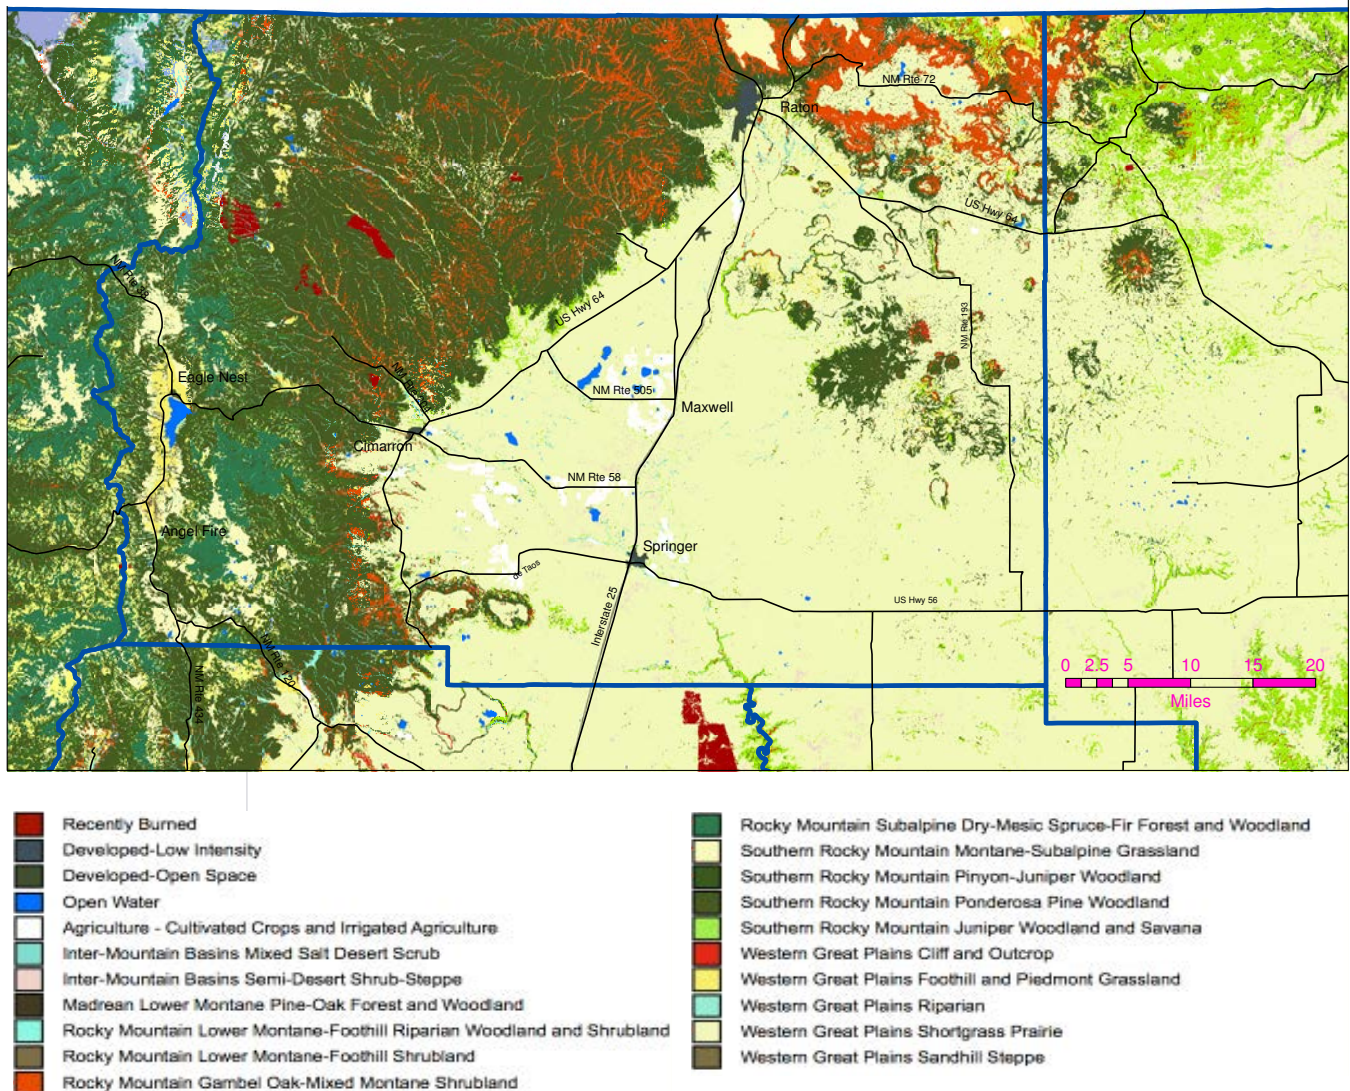 NM Rte 72
Raton
US Hwy 64
NM Rte 38
US Hwy 64
NM Rte 193
Eagle Nest
NM Rte 505
Maxwell
Cimarron
NM Rte 58
Angel Fire
Springer
de Taos
Interstate 25
US Hwy 56
NM Rte 120
NM Rte 434
0 2.5 5 10 15 20
Miles
Recently Burned
Developed-Low Intensity
Developed-Open Space
Open Water
Agriculture - Cultivated Crops and Irrigated Agriculture
Inter-Mountain Basins Mixed Salt Desert Scrub
Inter-Mountain Basins Semi-Desert Shrub-Steppe
Madrean Lower Montane Pine-Oak Forest and Woodland
Rocky Mountain Lower Montane-Foothill Riparian Woodland and Shrubland
Rocky Mountain Lower Montane-Foothill Shrubland
Rocky Mountain Gambel Oak-Mixed Montane Shrubland
Rocky Mountain Subalpine Dry-Mesic Spruce-Fir Forest and Woodland
Southern Rocky Mountain Montane-Subalpine Grassland
Southern Rocky Mountain Pinyon-Juniper Woodland
Southern Rocky Mountain Ponderosa Pine Woodland
Southern Rocky Mountain Juniper Woodland and Savana
Western Great Plains Cliff and Outcrop
Western Great Plains Foothill and Piedmont Grassland
Western Great Plains Riparian
Western Great Plains Shortgrass Prairie
Western Great Plains Sandhill Steppe